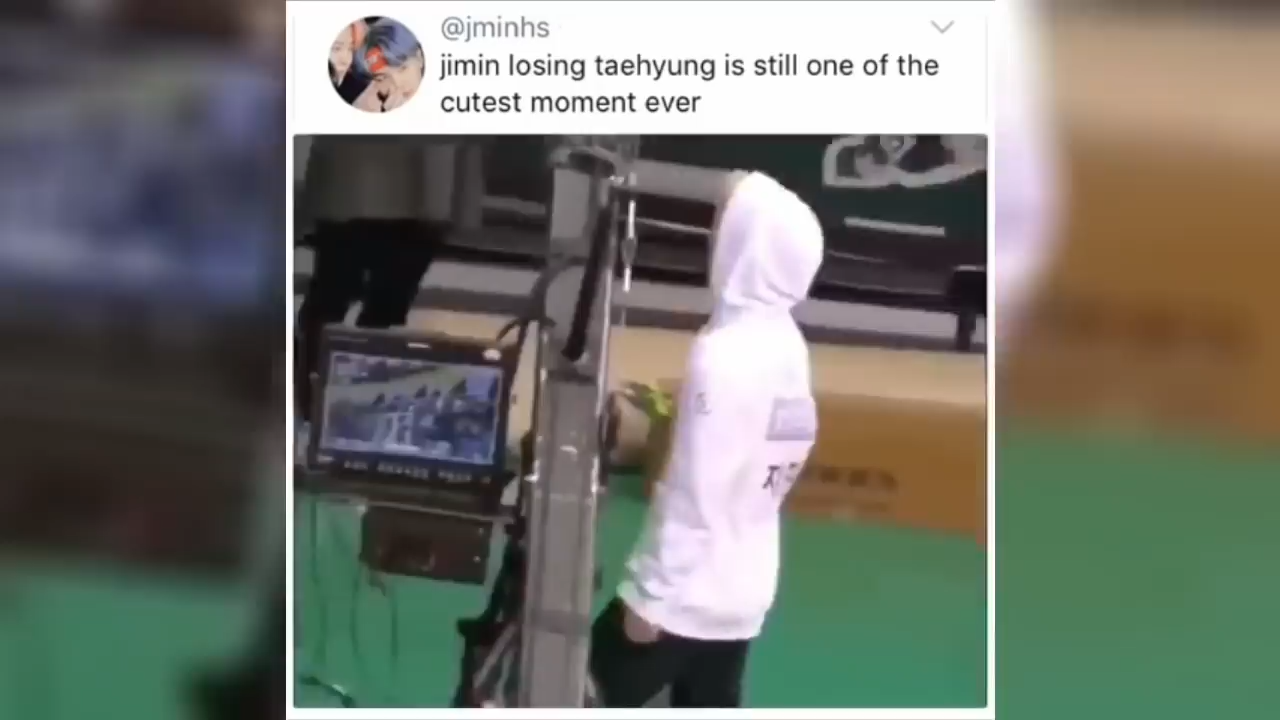 @jminhs
jimin losing taehyung is still one of the
cutest moment ever